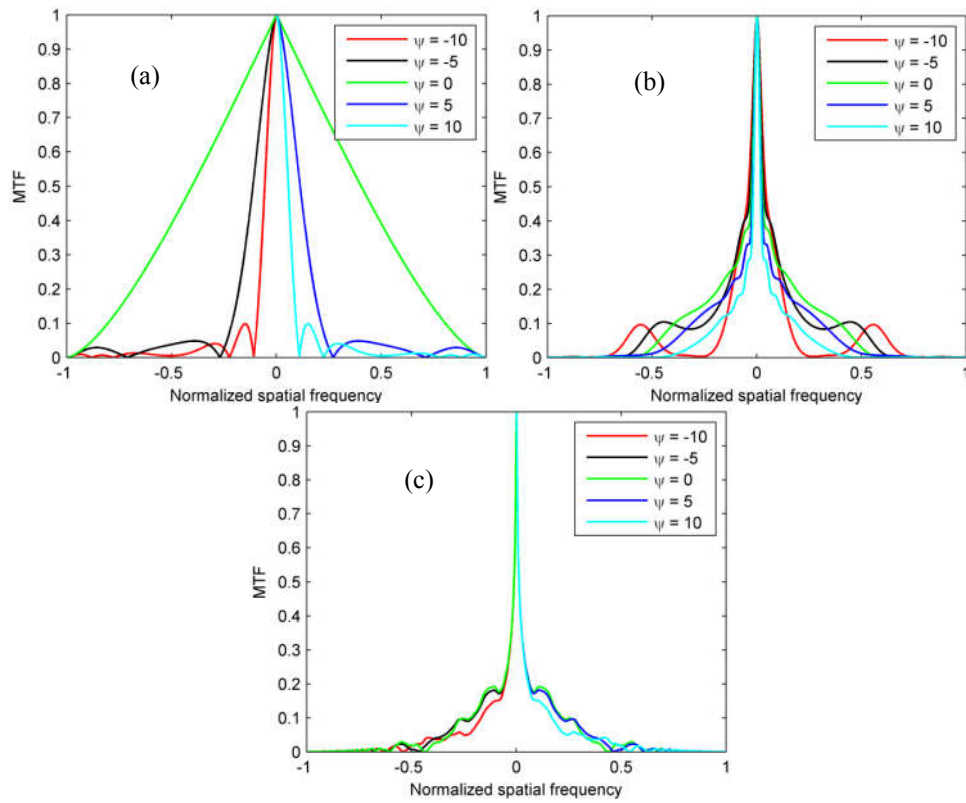 (a)
MTF
1
0.9
0.8
0.7
0.6
0.5
0.4
0.3
0.2
0.1
0
-1
-0.5
0
0.5
1
Normalized spatial frequency
ψ = -10
ψ = -5
ψ = 0
ψ = 5
ψ = 10
(b)
MTF
1
0.9
0.8
0.7
0.6
0.5
0.4
0.3
0.2
0.1
0
-1
-0.5
0
0.5
1
Normalized spatial frequency
ψ = -10
ψ = -5
ψ = 0
ψ = 5
ψ = 10
(c)
MTF
1
0.9
0.8
0.7
0.6
0.5
0.4
0.3
0.2
0.1
0
-1
-0.5
0
0.5
1
Normalized spatial frequency
ψ = -10
ψ = -5
ψ = 0
ψ = 5
ψ = 10